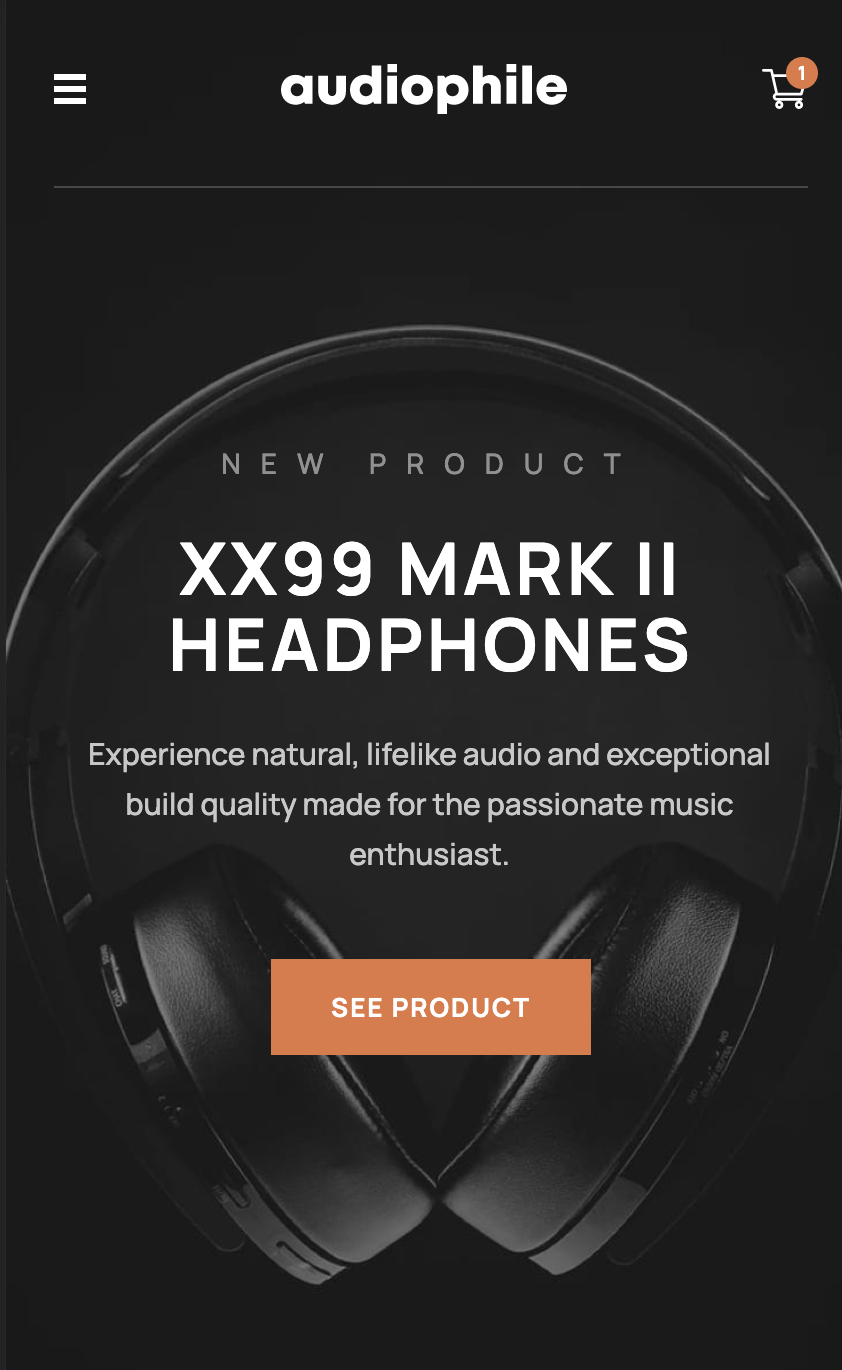 audiophile
1
NEW PRODUCT
XX99 MARK II
HEADPHONES
Experience natural, lifelike audio and exceptional
build quality made for the passionate music
enthusiast.
SEE PRODUCT